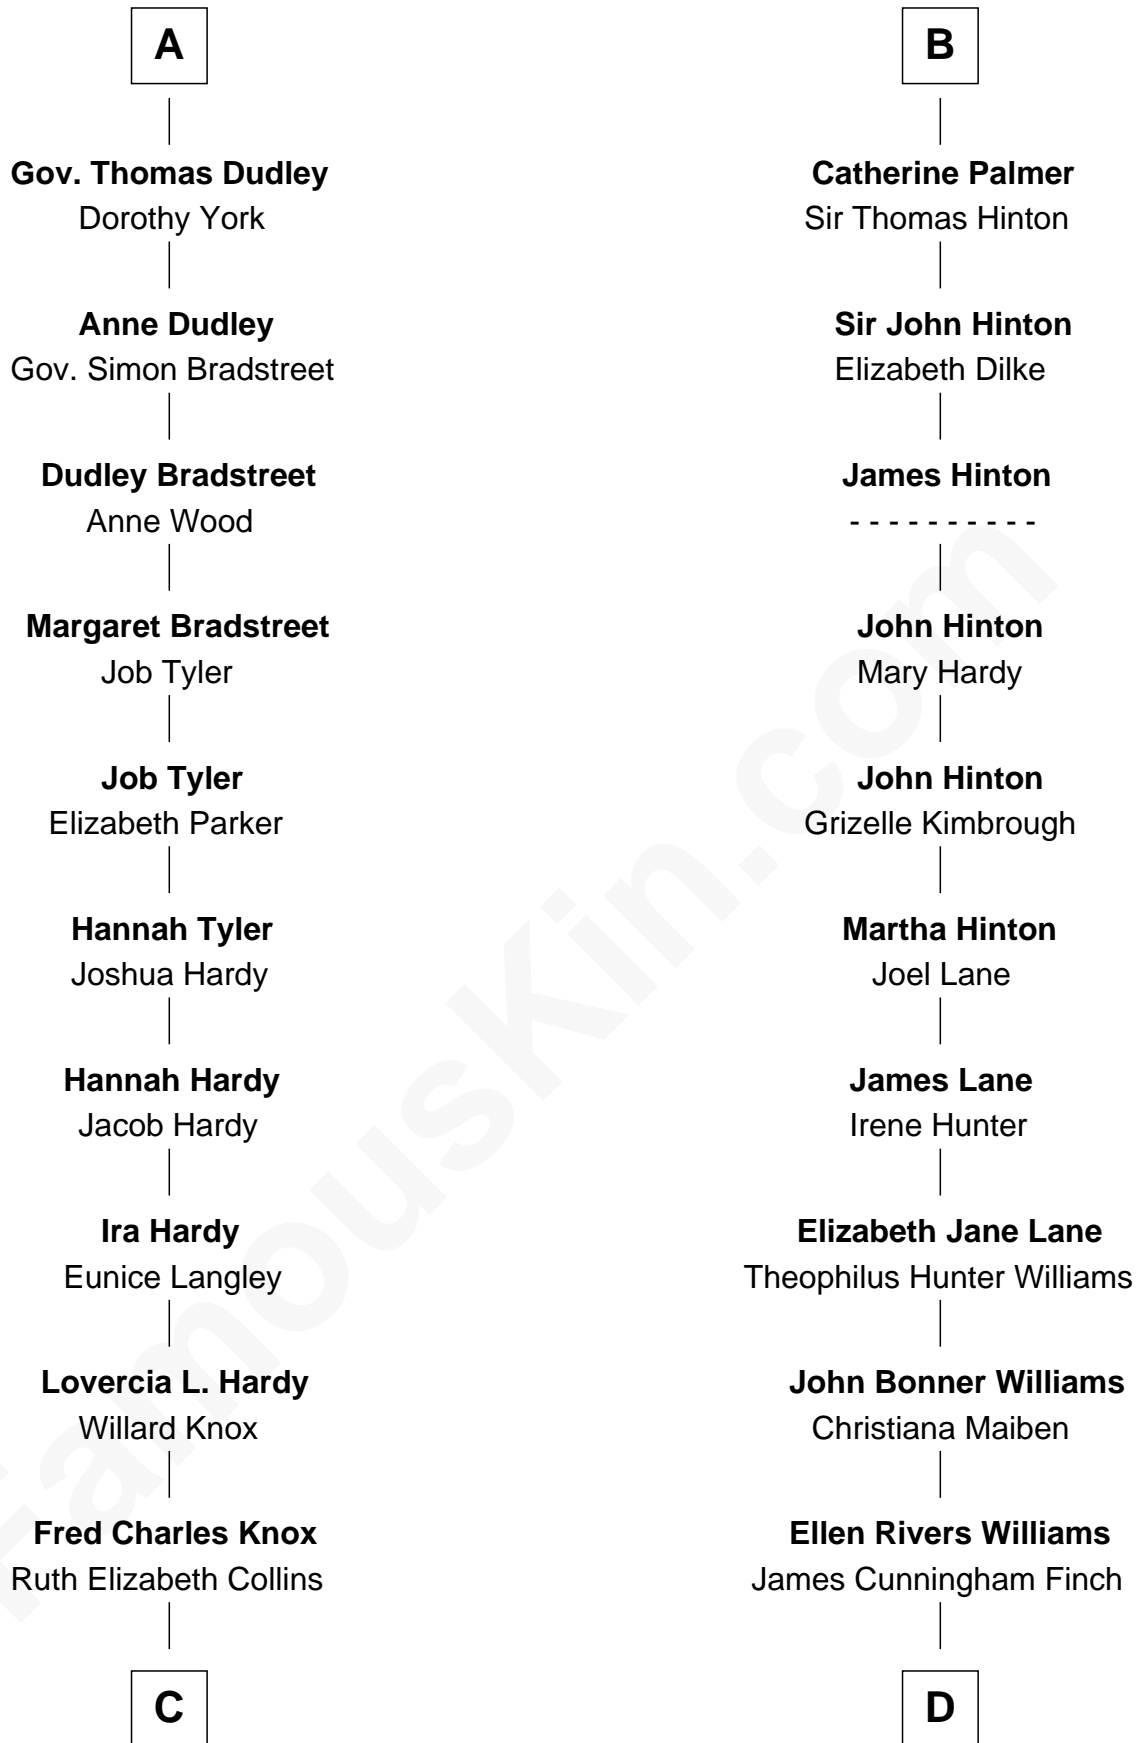 A
Gov. Thomas Dudley
Dorothy York
Anne Dudley
Gov. Simon Bradstreet
Dudley Bradstreet
Anne Wood
Margaret Bradstreet
Job Tyler
Job Tyler
Elizabeth Parker
Hannah Tyler
Joshua Hardy
Hannah Hardy
Jacob Hardy
Ira Hardy
Eunice Langley
Lovercia L. Hardy
Willard Knox
Fred Charles Knox
Ruth Elizabeth Collins
C
B
Catherine Palmer
Sir Thomas Hinton
Sir John Hinton
Elizabeth Dilke
James Hinton
- - - - - - - - - -
John Hinton
Mary Hardy
John Hinton
Grizelle Kimbrough
Martha Hinton
Joel Lane
James Lane
Irene Hunter
Elizabeth Jane Lane
Theophilus Hunter Williams
John Bonner Williams
Christiana Maiben
Ellen Rivers Williams
James Cunningham Finch
D
FamousKin.com